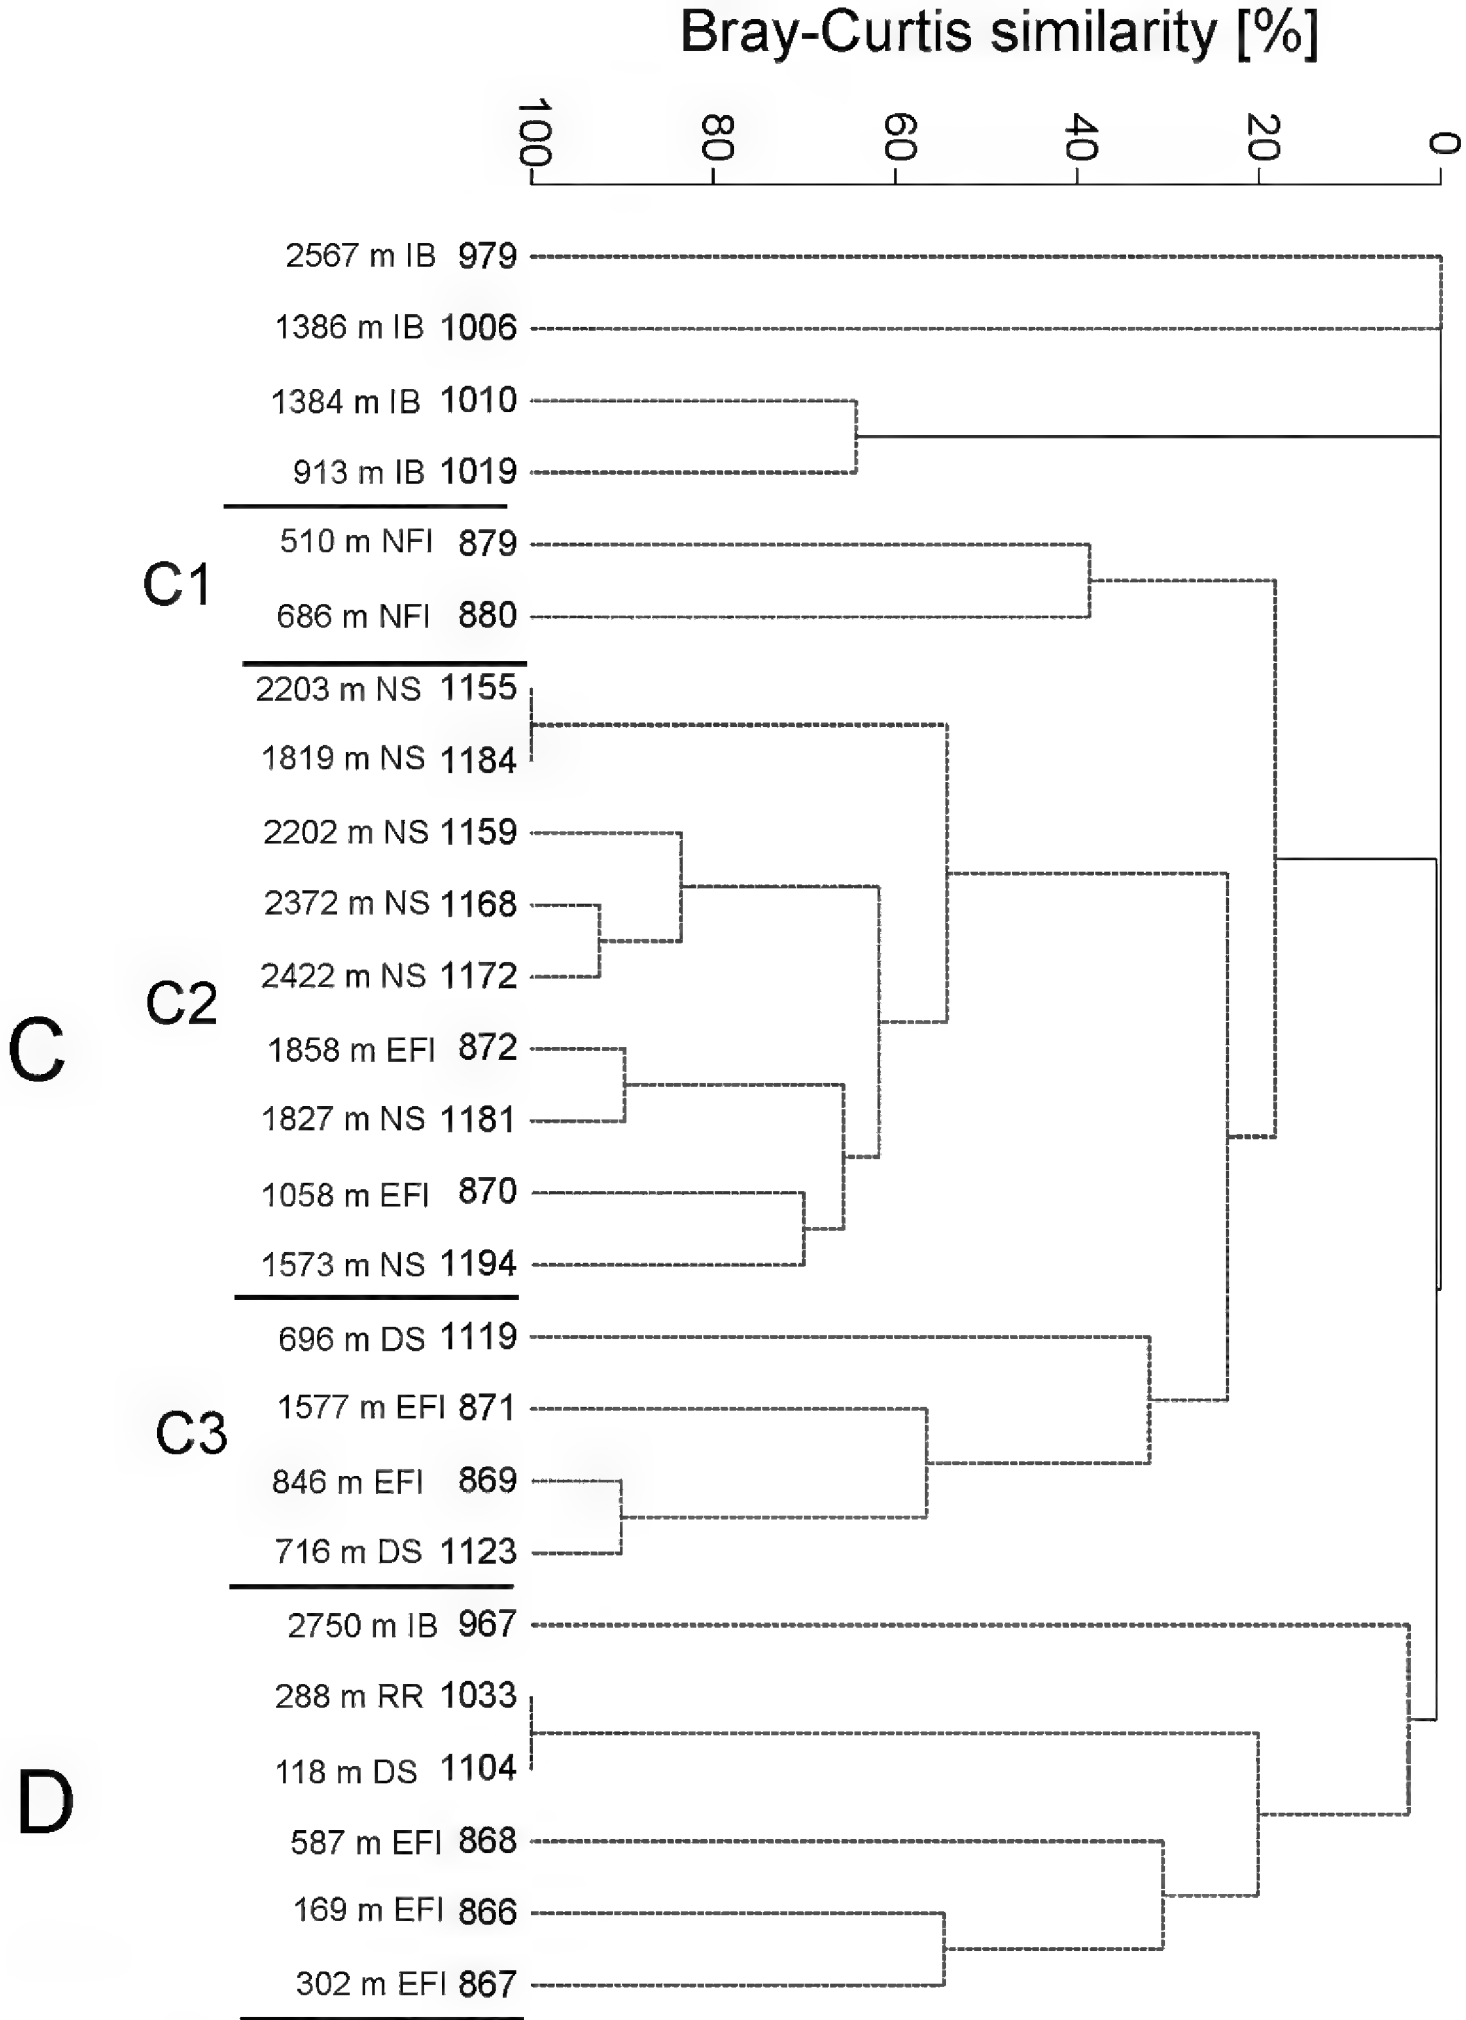 Bray-Curtis similarity [%]
100 80 60 40 20 0
2567 m IB 979
1386 m IB 1006
1384 m IB 1010
913 m IB 1019
510 m NFI 879
C1
686 m NFI 880
2203 m NS 1155
1819 m NS 1184
2202 m NS 1159
2372 m NS 1168
2422 m NS 1172
C2
C
1858 m EFI 872
1827 m NS 1181
1058 m EFI 870
1573 m NS 1194
696 m DS 1119
1577 m EFI 871
C3
846 m EFI 869
716 m DS 1123
2750 m IB 967
288 m RR 1033
118 m DS 1104
D
587 m EFI 868
169 m EFI 866
302 m EFI 867